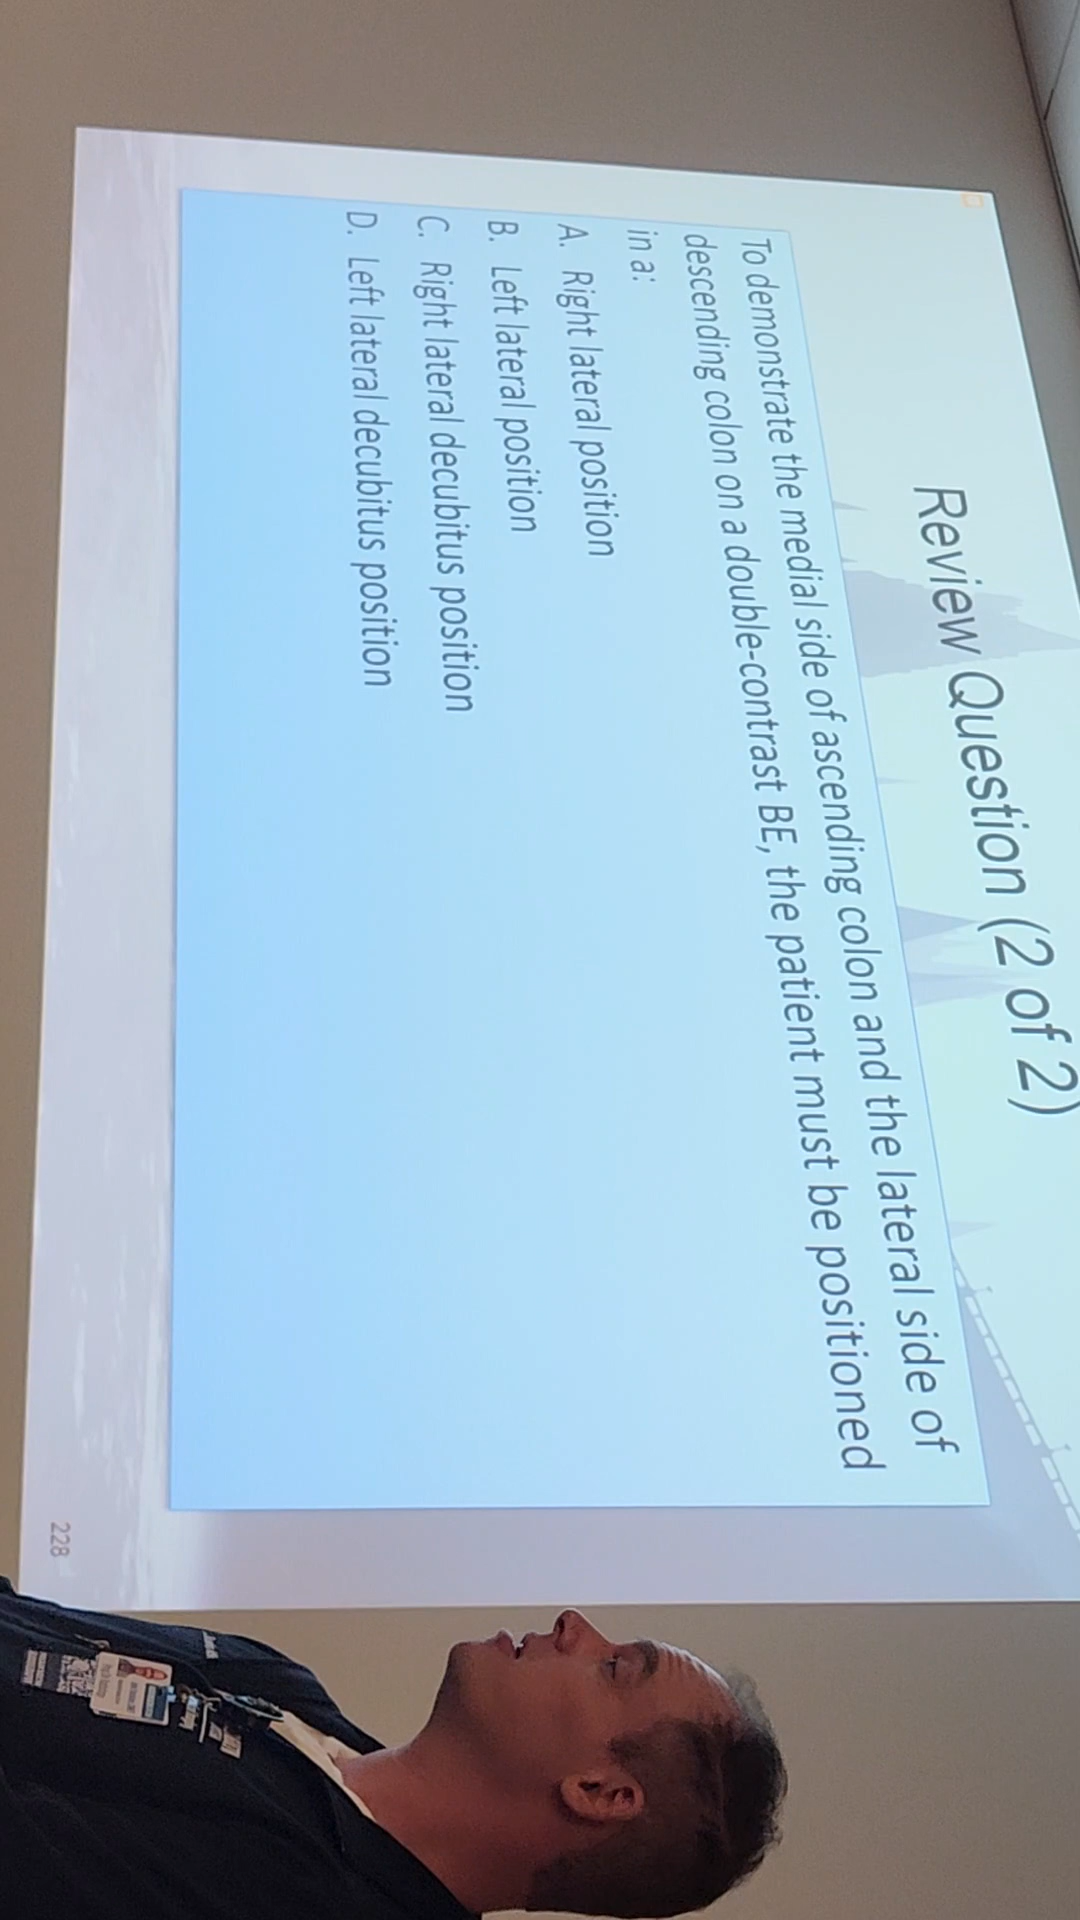 Review Question (2 of 2)
To demonstrate the medial side of ascending colon and the lateral side of
descending colon on a double-contrast BE, the patient must be positioned
in a:
A. Right lateral position
B. Left lateral position
C. Right lateral decubitus position
D. Left lateral decubitus position
228